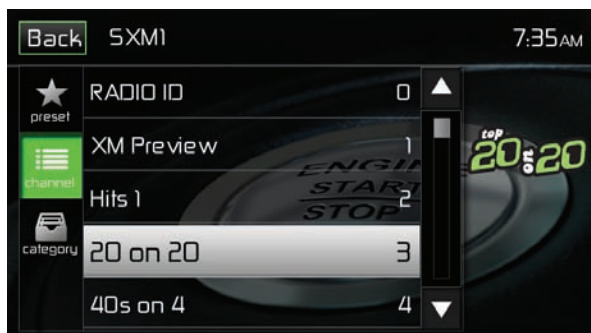 Back SXM1 7:35AM
preset
RADIO ID 0
channel
XM Preview 1
Hits 1 2
category
20 on 20 3
40s on 4 4
ENGINE
START
STOP
top
20 on 20